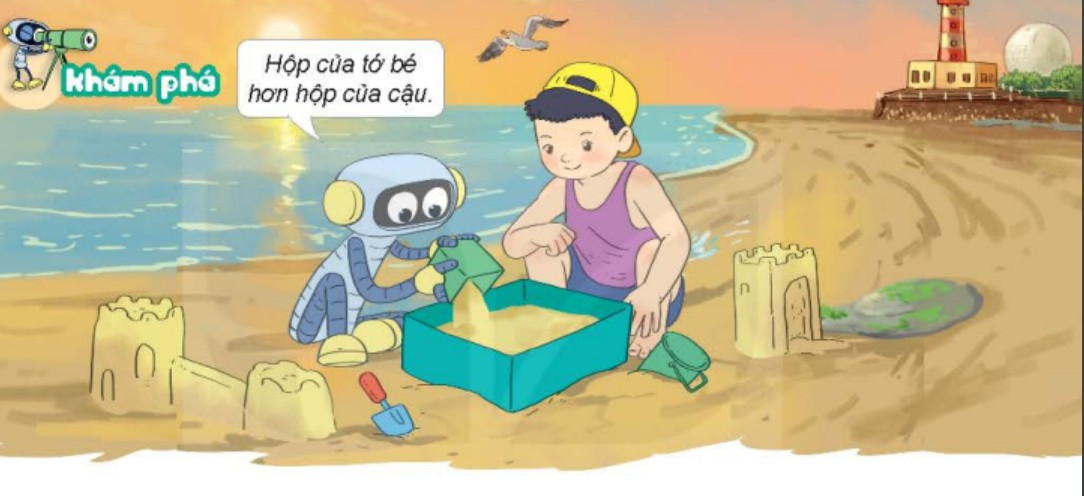 khám phá
Hộp của tớ bé
hơn hộp của cậu.